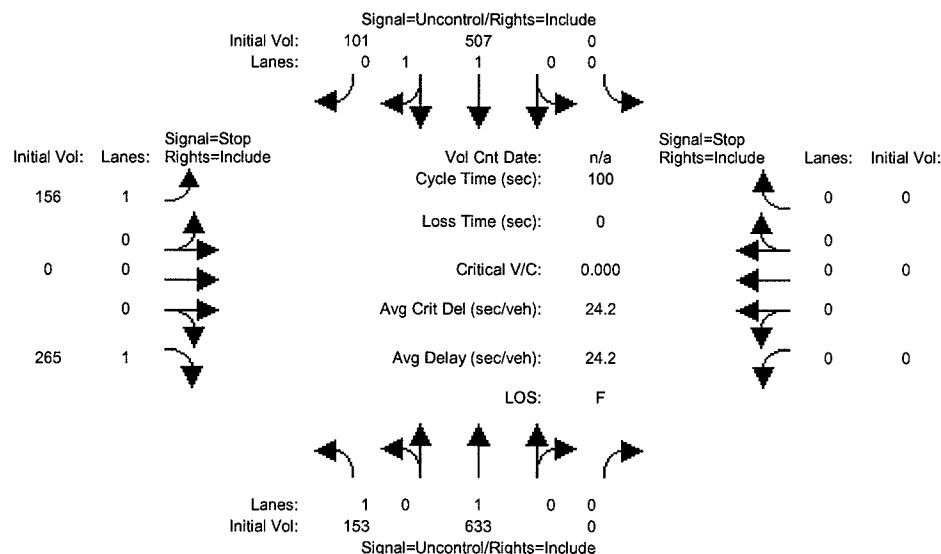 Signal=Uncontrol/Rights=Include
Initial Vol: 101 507 0
Lanes: 0 1 1 0 0
Signal=Stop
Initial Vol: Lanes: Rights=Include
Vol Cnt Date: n/a
Signal=Stop
Rights=Include Lanes: Initial Vol:
Cycle Time (sec): 100
156 1
0 0
0
Loss Time (sec): 0
0
0 0
Critical V/C: 0.000
0 0
0
Avg Crit Del (sec/veh): 24.2
0
265 1
Avg Delay (sec/veh): 24.2
0 0
LOS: F
Lanes: 1 0 1 0 0
Initial Vol: 153 633 0
Signal=Uncontrol/Rights=Include